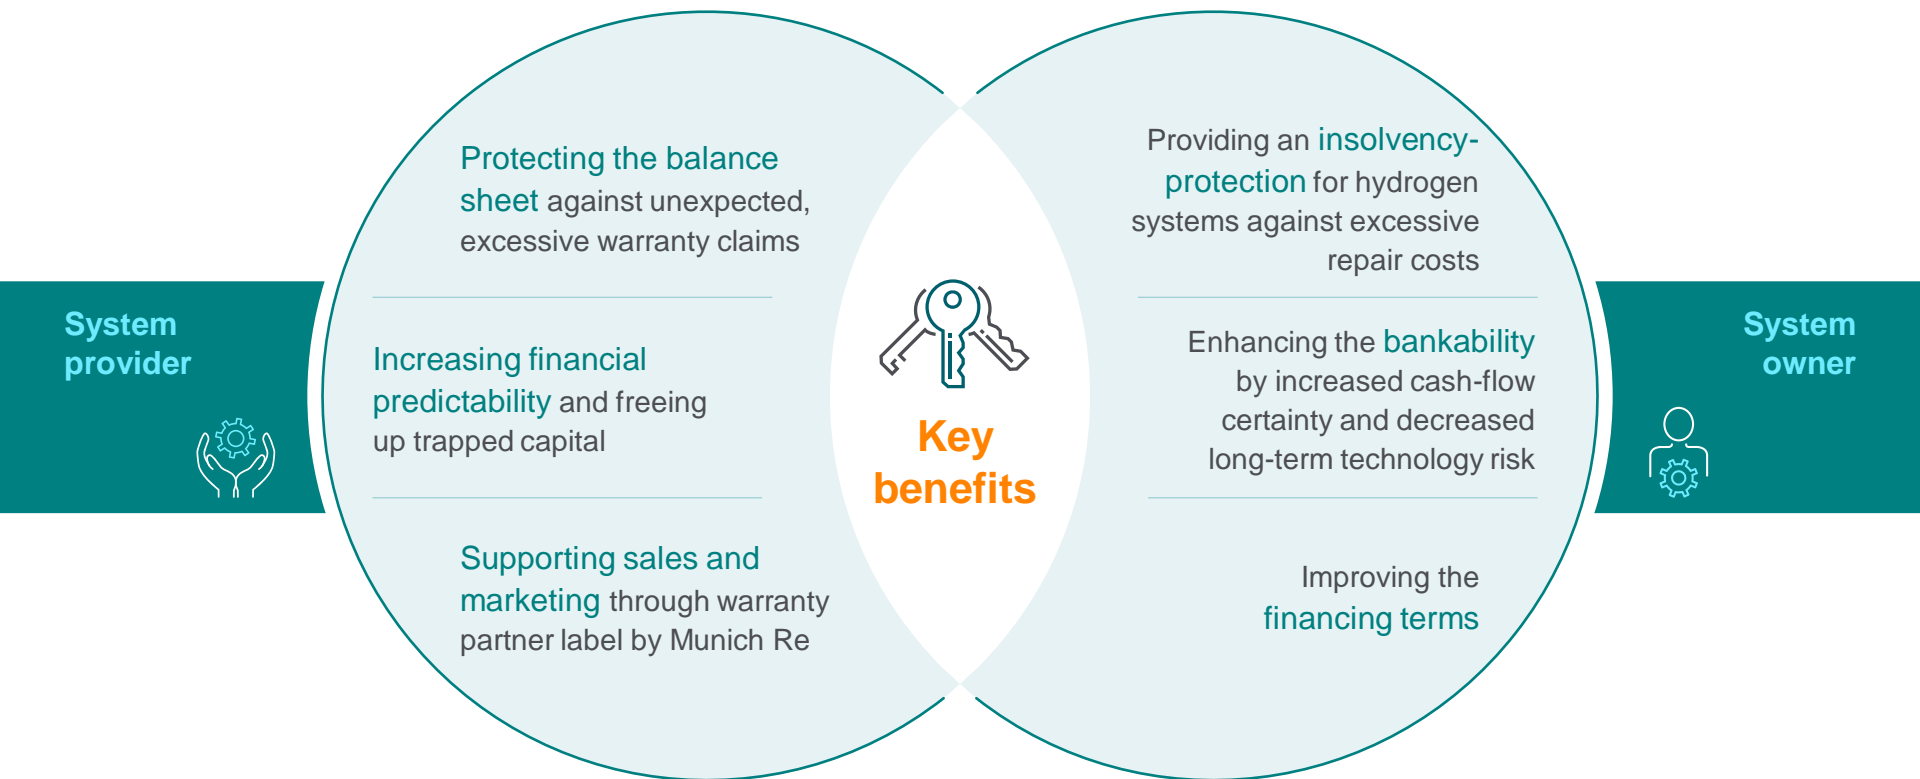 System
provider
Protecting the balance
sheet against unexpected,
excessive warranty claims
Increasing financial
predictability and freeing
up trapped capital
Supporting sales and
marketing through warranty
partner label by Munich Re
Key
benefits
Providing an insolvency-
protection for hydrogen
systems against excessive
repair costs
Enhancing the bankability
by increased cash-flow
certainty and decreased
long-term technology risk
Improving the
financing terms
System
owner